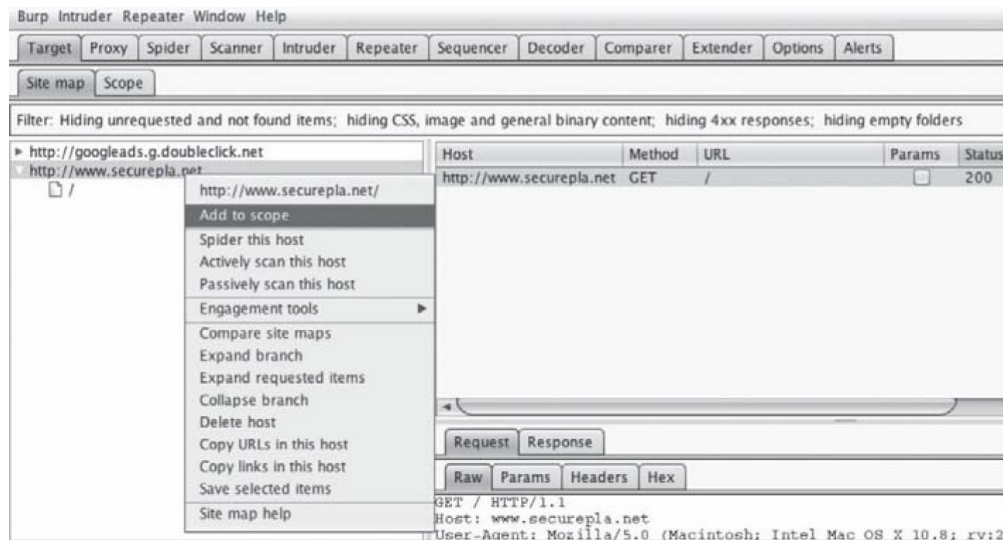 Burp Intruder Repeater Window Help
Target Proxy Spider Scanner Intruder Repeater Sequencer Decoder Comparer Extender Options Alerts
Site map Scope
Filter: Hiding unrequested and not found items; hiding CSS, image and general binary content; hiding 4xx responses; hiding empty folders
http://googleads.g.doubleclick.net
http://www.securepla.net
/
http://www.securepla.net/
Add to scope
Spider this host
Actively scan this host
Passively scan this host
Engagement tools
Compare site maps
Expand branch
Expand requested items
Collapse branch
Delete host
Copy URLs in this host
Copy links in this host
Save selected items
Site map help
Host Method URL Params Status
http://www.securepla.net GET / 200
Request Response
Raw Params Headers Hex
GET / HTTP/1.1
Host: www.securepla.net
User-Agent: Mozilla/5.0 (Macintosh; Intel Mac OS X 10.8; rv:2